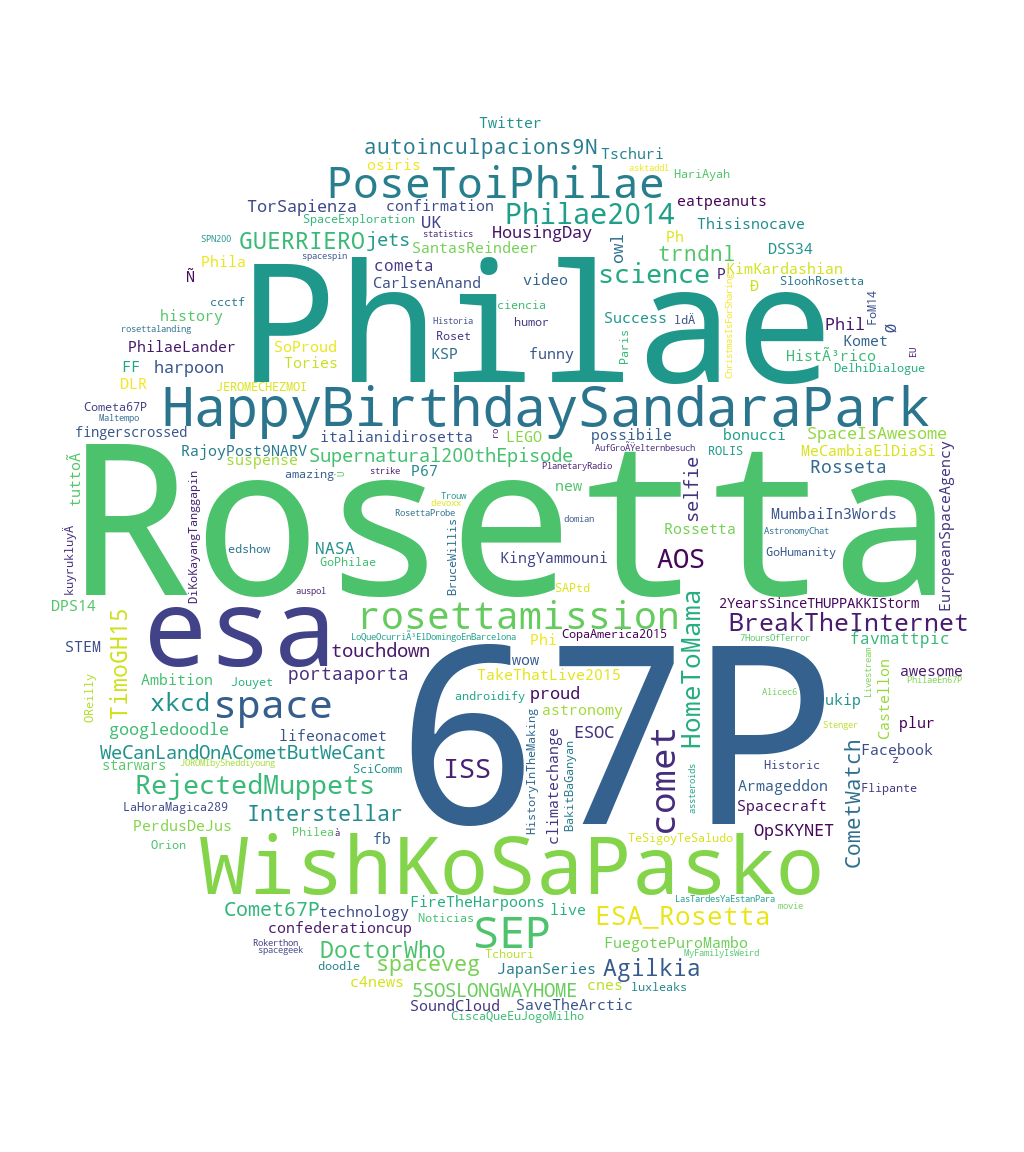 Twitter
autoinculpacions9N
Tschuri
osiris
asktaddl
HariAyah
PoseToiPhilae
eatpeanuts
TorSapienza
confirmation
Philae2014
SpaceExploration
UK
HousingDay
Thisisnocave
SPN200
GUERRIERO
jets
statistics
SantasReindeer
owl
Ph
trndnl
DSS34
spacespin
Phila
Ñ
cometa
CarlsenAnand
video
science
P
KimKardashian
Ð
SloohRosetta
Philae
ccctf
history
rosettalanding
ciencia
Historia
humor
Success
ldÄ
ChristmasIsForSharing
FoM14
Phil
Ø
PhilaeLander
SoProud
Roset
KSP
funny
Paris
Komet
HistÃ³rico
EU
FF
harpoon
Tories
DelhiDialogue
DLR
JEROMECHEZMOI
HappyBirthdaySandaraPark
Cometa67P
Maltempo
fingerscrossed
italianidirosetta
ro
LEGO
possibile
bonucci
SpaceIsAwesome
RajoyPost9NARV
Supernatural200thEpisode
AufGroÃŸelternbesuch
ROLIS
MeCambiaElDiaSi
suspense
tuttoÃ
amazing
strike
P67
PlanetaryRadio
Rosseta
Rosetta
new
selfie
EuropeanSpaceAgency
Trouw
devoxx
RosettaProbe
domian
MumbaiIn3Words
kuyrukluyÄ
DiKoKayangTanggapin
Rossetta
AstronomyChat
edshow
NASA
GoPhilae
BruceWillis
KingYammouni
AOS
GoHumanity
auspol
SAPtd
DPS14
esa
rosettamission
2YearsSinceTHUPPAKKIStorm
TimoGH15
BreakTheInternet
STEM
LoQueOcurriÃ³ElDomingoEnBarcelona
Phi
CopaAmerica2015
HomeToMama
7HoursOfTerror
favmattpic
touchdown
67P
wow
portaaporta
TakeThatLive2015
Livestream
awesome
PhilaeEn67P
OReilly
Ambition
Jouyet
androidify
proud
Alicec6
ukip
Castellon
xkcd
space
astronomy
plur
Stenger
googledoodle
lifeonacomet
HistoryInTheMaking
ESOC
comet
WeCanLandOnACometButWeCant
Facebook
starwars
JOROMIbySheddiyoung
SciComm
ISS
climatechange
BakitBaGanyan
assteroids
Historic
CometWatch
z
RejectedMuppets
Armageddon
Flipante
LaHoraMagica289
Interstellar
Spacecraft
PerdusDeJus
Philea
fb
OpSKYNET
Orion
TeSigoyTeSaludo
WishKoSaPasko
Comet67P
technology
FireTheHarpoons
live
LasTardesYaEstanPara
movie
Noticias
ESA_Rosetta
confederationcup
SEP
Rokerthon
spacegeek
DoctorWho
Tchouri
FuegotePuroMambo
MyFamilyIsWeird
doodle
spaceveg
JapanSeries
Agilkia
c4news
5SOSLONGWAYHOME
cnes
luxleaks
SoundCloud
SaveTheArctic
CiscaQueEuJogoMilho